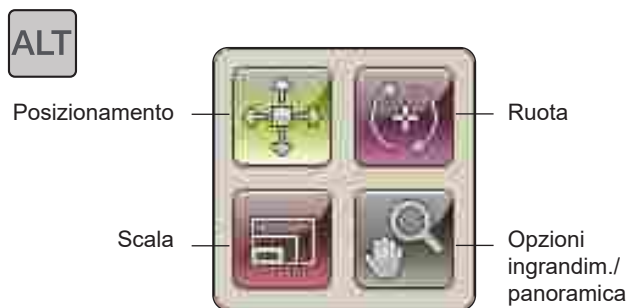 ALT
Posizionamento
Ruota
Scala
Opzioni
ingrandim./
panoramica